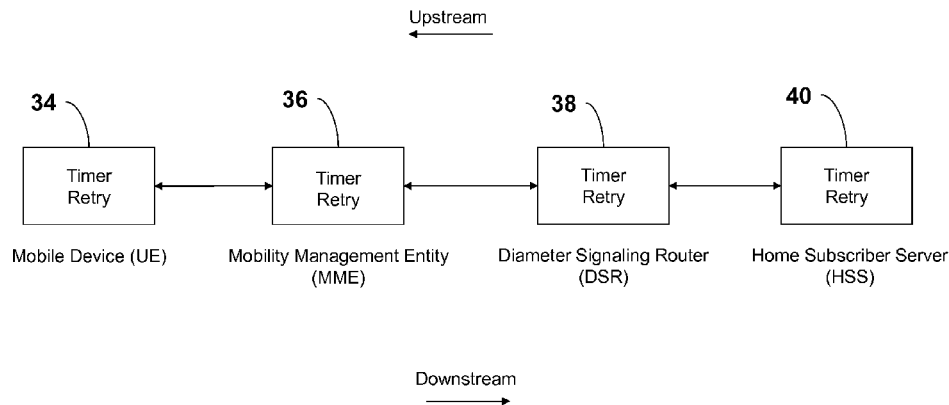 Upstream
34
36
38
40
Timer
Retry
Timer
Retry
Timer
Retry
Timer
Retry
Mobile Device (UE)
Mobility Management Entity
(MME)
Diameter Signaling Router
(DSR)
Home Subscriber Server
(HSS)
Downstream